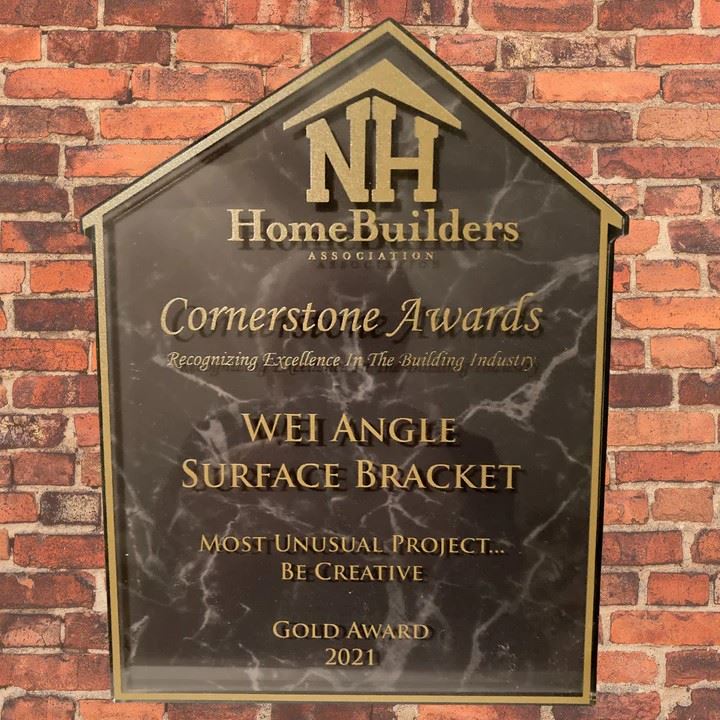 NH
HomeBuilders
ASSOCIATION
Cornerstone Awards
Recognizing Excellence In The Building Industry
WEI ANGLE
SURFACE BRACKET
MOST UNUSUAL PROJECT...
BE CREATIVE
GOLD AWARD
2021